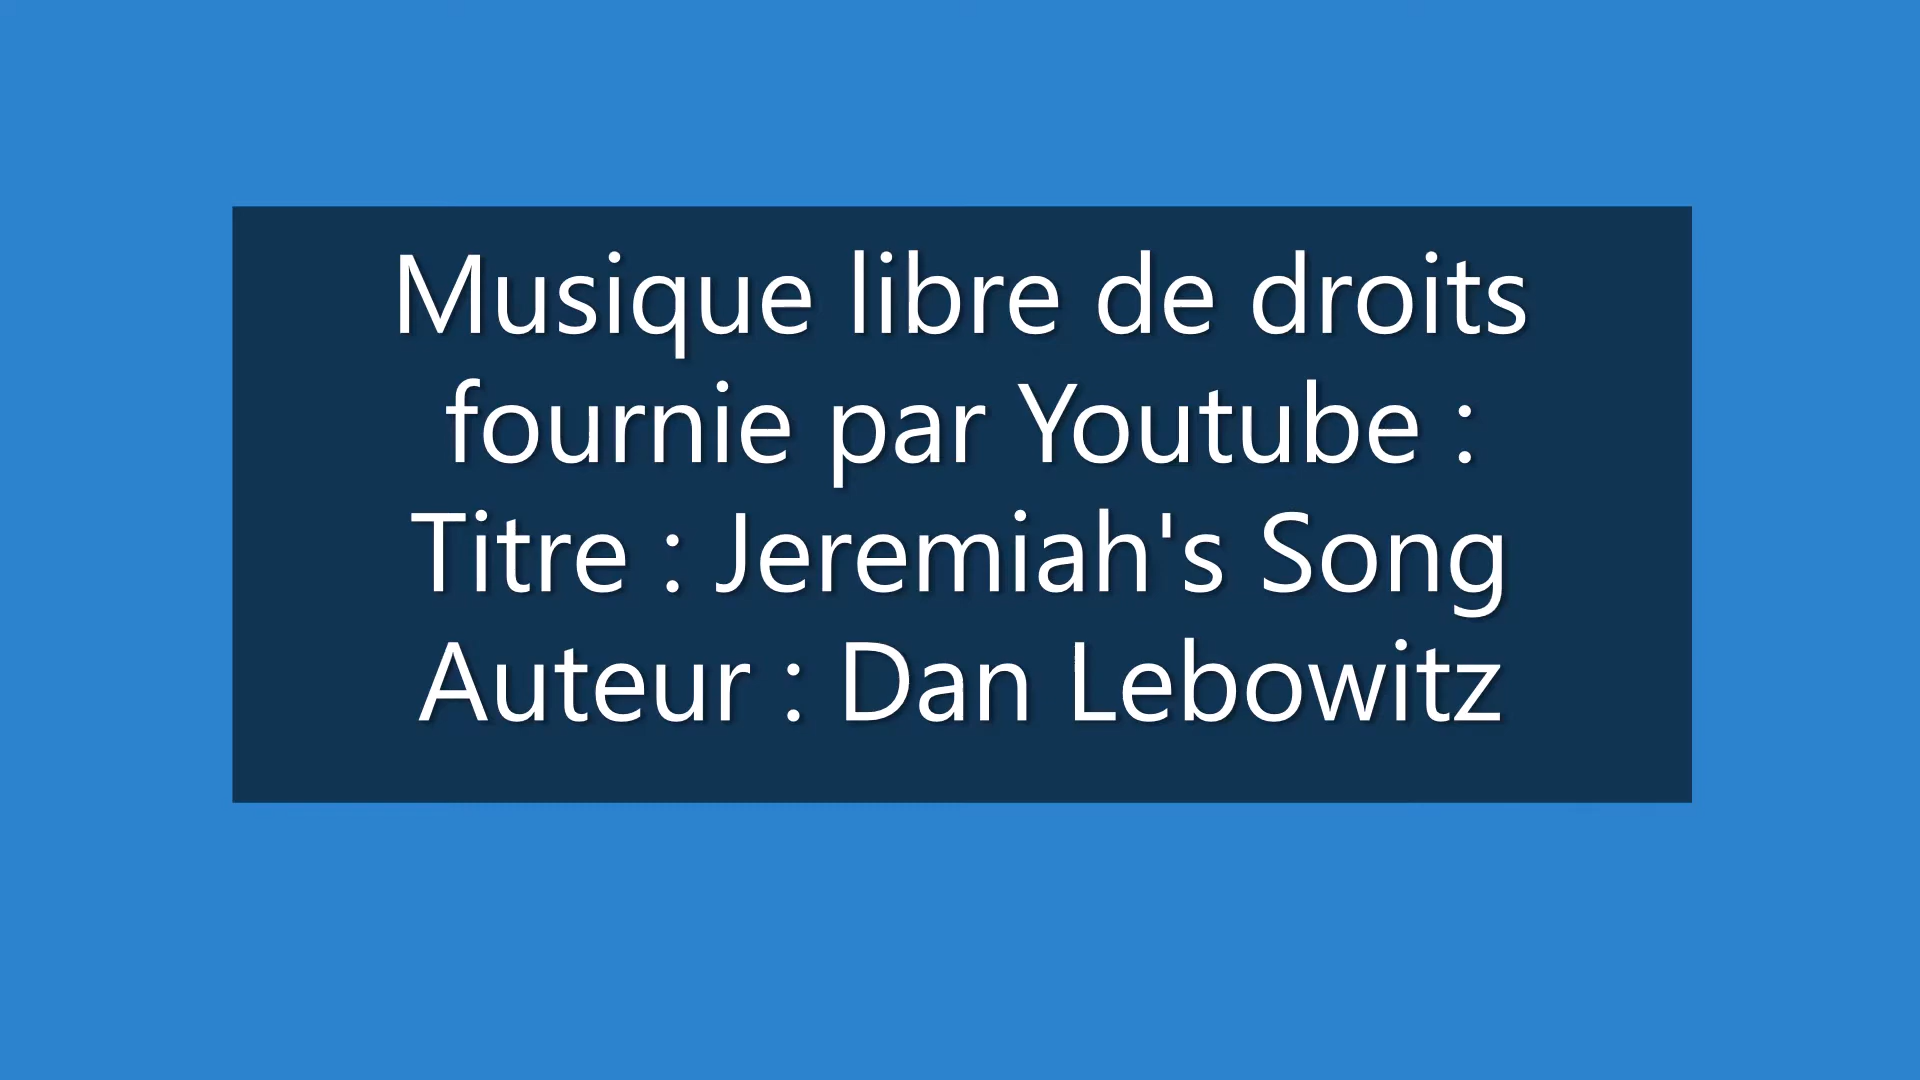 Musique libre de droits
fournie par Youtube :
Titre : Jeremiah's Song
Auteur : Dan Lebowitz